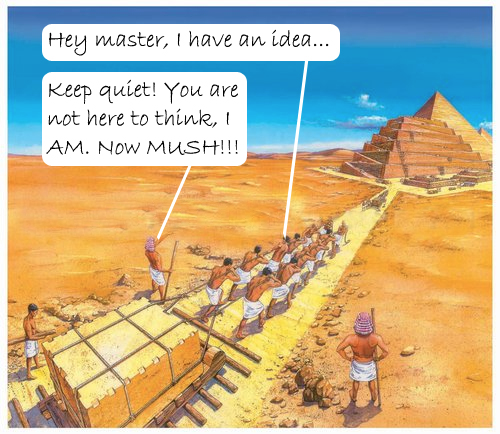 Hey master, I have an idea...
Keep quiet! You are
not here to think, I
AM. Now MUSH!!!